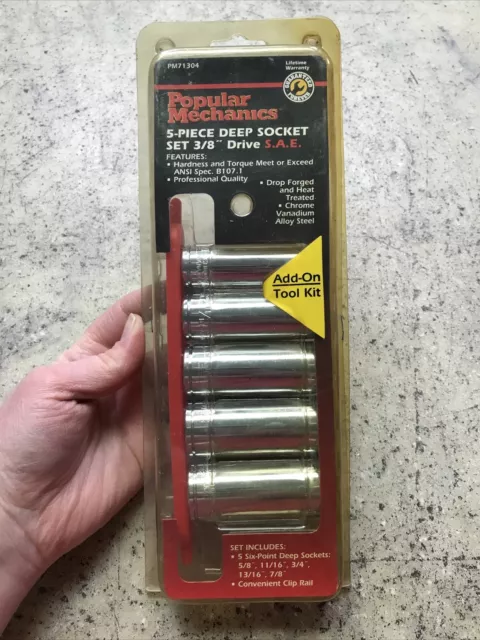 PM71304
Lifetime
Warranty
GUARANTEED
FOREVER
Popular
Mechanics
5-PIECE DEEP SOCKET
SET 3/8" Drive S.A.E.
FEATURES:
• Hardness and Torque Meet or Exceed
ANSI Spec. B107.1
• Professional Quality
• Drop Forged
and Heat
Treated
• Chrome
Vanadium
Alloy Steel
Add-On
Tool Kit
SET INCLUDES:
• 5 Six-Point Deep Sockets:
5/8", 11/16", 3/4",
13/16", 7/8"
• Convenient Clip Rail